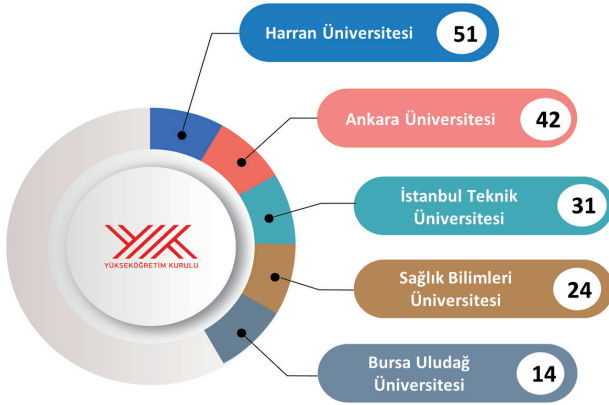 Harran Üniversitesi 51
Ankara Üniversitesi 42
İstanbul Teknik
Üniversitesi 31
Sağlık Bilimleri
Üniversitesi 24
Bursa Uludağ
Üniversitesi 14
YÜKSEKÖĞRETİM KURULU